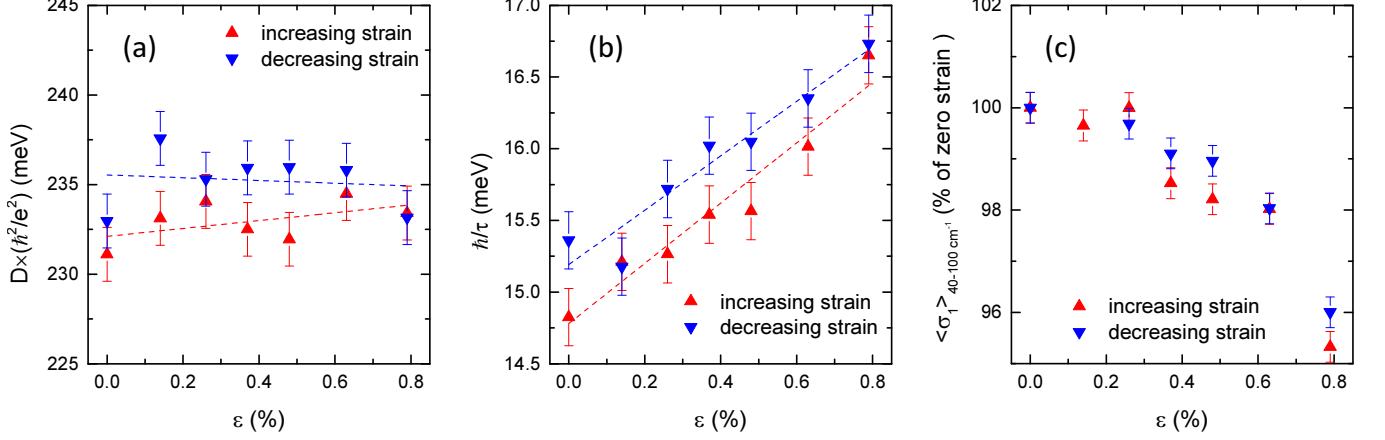 (a)
increasing strain
decreasing strain
D×(ℏ²/e²) (meV)
245
240
235
230
225
0.0 0.2 0.4 0.6 0.8
ε (%)
(b)
increasing strain
decreasing strain
ℏ/τ (meV)
17.0
16.5
16.0
15.5
15.0
14.5
0.0 0.2 0.4 0.6 0.8
ε (%)
(c)
increasing strain
decreasing strain
<σ₁>40-100 cm⁻¹ (% of zero strain )
102
100
98
96
0.0 0.2 0.4 0.6 0.8
ε (%)